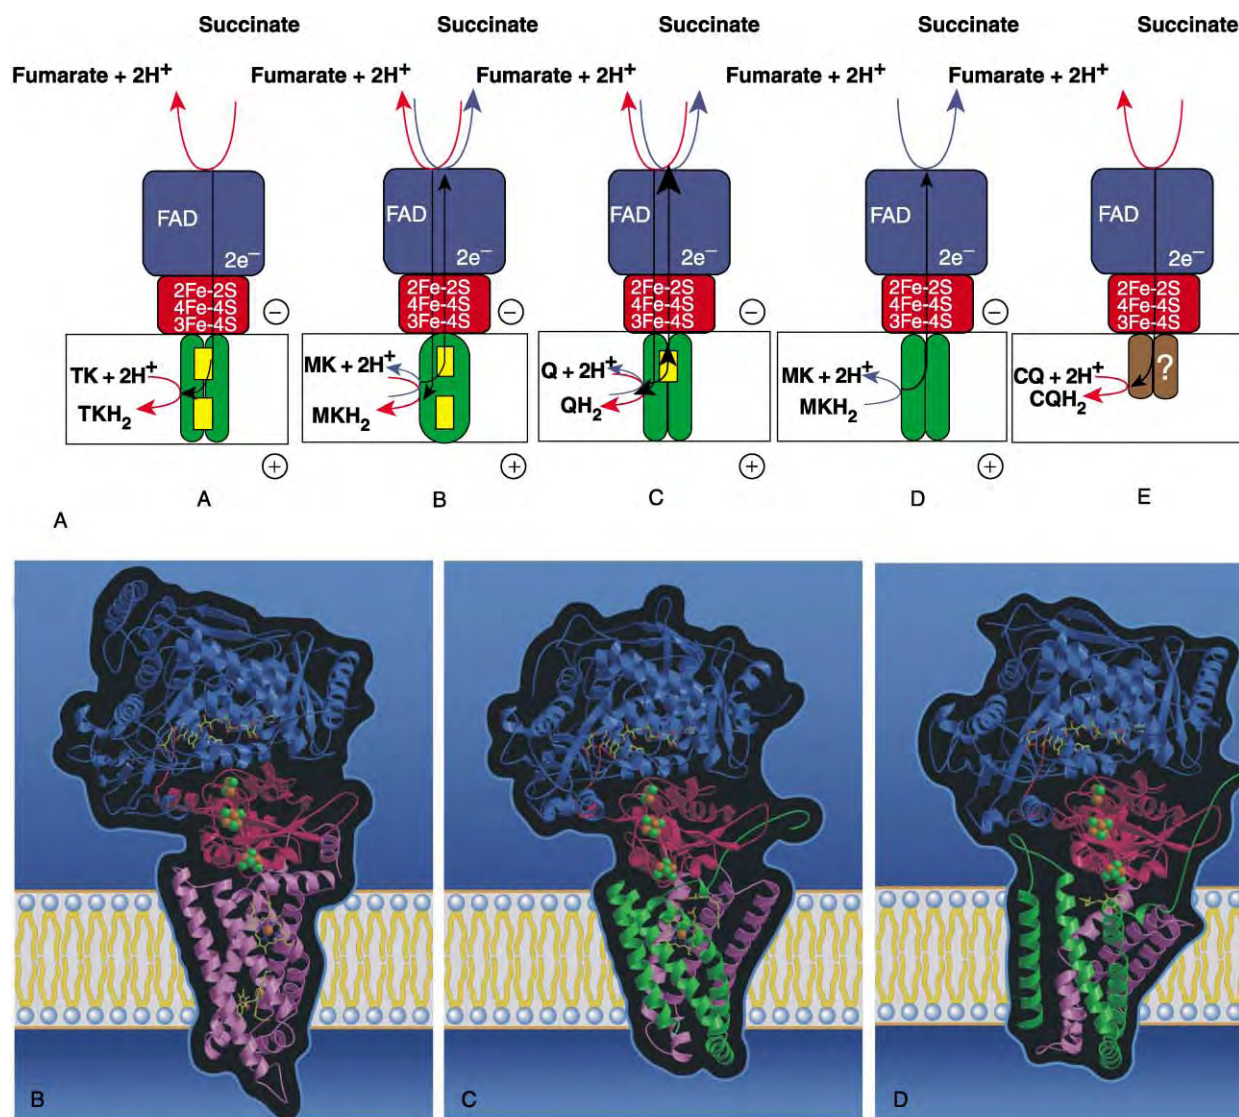 Succinate Succinate Succinate Succinate Succinate
Fumarate + 2H+ Fumarate + 2H+ Fumarate + 2H+ Fumarate + 2H+ Fumarate + 2H+
FAD FAD FAD FAD FAD
2e− 2e− 2e− 2e− 2e−
2Fe-2S 2Fe-2S 2Fe-2S 2Fe-2S 2Fe-2S
4Fe-4S 4Fe-4S 4Fe-4S 4Fe-4S 4Fe-4S
3Fe-4S 3Fe-4S 3Fe-4S 3Fe-4S 3Fe-4S
− − − −
TK + 2H+ MK + 2H+ Q + 2H+ MK + 2H+ CQ + 2H+ ?
TKH2 MKH2 QH2 MKH2 CQH2
+ + + +
A B C D E
A
B C D